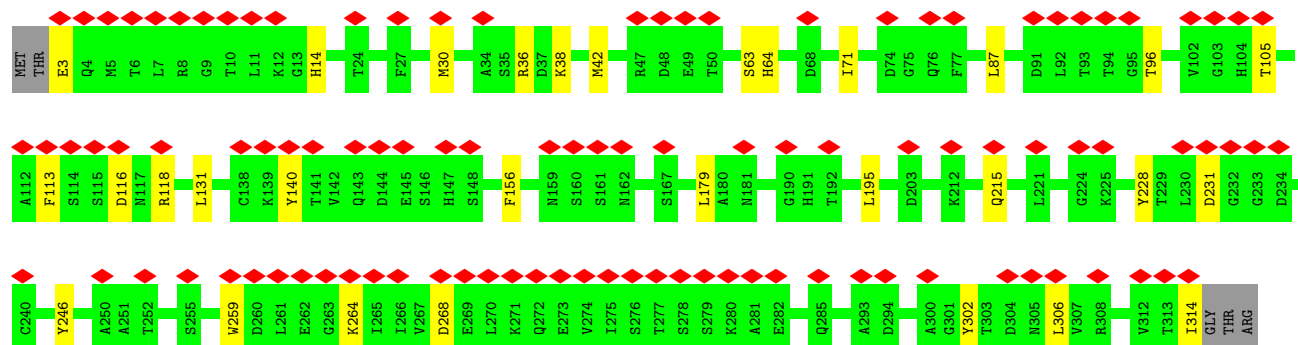 MET THR E3 Q4 M5 T6 L7 R8 G9 T10 L11 K12 G13 H14 T24 F27 M30 A34 S35 R36 D37 K38 M42 R47 D48 E49 T50 S63 H64 D68 I71 D74 G75 Q76 F77 L87 D91 L92 T93 T94 G95 T96 V102 G103 H104 T105
A112 F113 S114 S115 D116 N117 R118 L131 C138 K139 Y140 T141 V142 Q143 D144 E145 S146 H147 S148 F156 N159 S160 S161 N162 S167 L179 A180 N181 G190 H191 T192 L195 D203 K212 Q215 L221 G224 K225 Y228 T229 L230 D231 G232 G233 D234
C240 Y246 A250 A251 T252 S255 W259 D260 L261 E262 G263 K264 T265 I266 V267 D268 E269 L270 K271 Q272 E273 V274 I275 S276 T277 S278 S279 K280 A281 E282 Q285 A293 D294 A300 G301 Y302 T303 D304 N305 L306 V307 R308 V312 T313 I314 GLY THR ARG